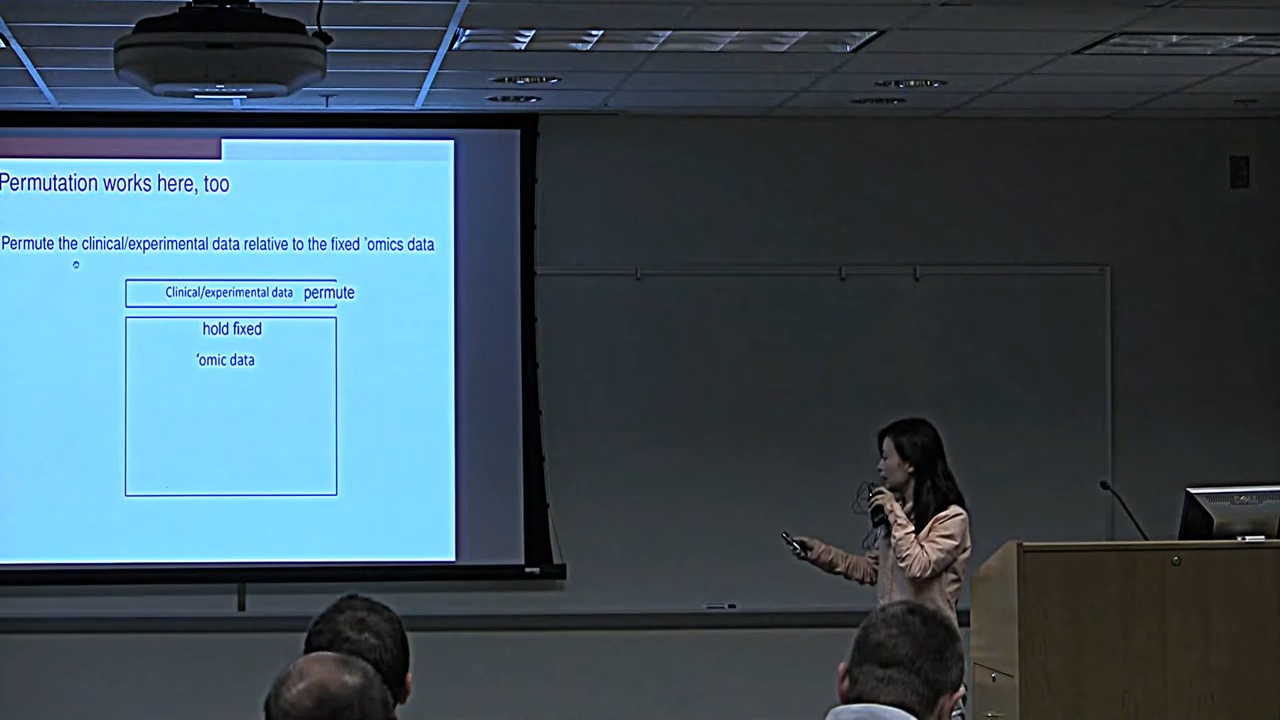 Permutation works here, too
Permute the clinical/experimental data relative to the fixed 'omics data
Clinical/experimental data permute
hold fixed
'omic data
DELL